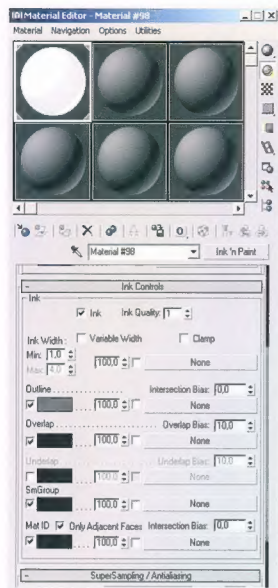 Material Editor - Material #98
Material Navigation Options Utilities
Material #98 Ink 'n Paint
- Ink Controls
Ink
Ink Ink Quality: 1
Ink Width: Variable Width Clamp
Min: 1,0 100,0 None
Max: 4,0
Outline Intersection Bias: 0,0
100,0 None
Overlap Overlap Bias: 10,0
100,0 None
Underlap Underlap Bias: 10,0
100,0 None
SmGroup
100,0 None
Mat ID Only Adjacent Faces Intersection Bias: 0,0
100,0 None
- SuperSampling / Antialiasing